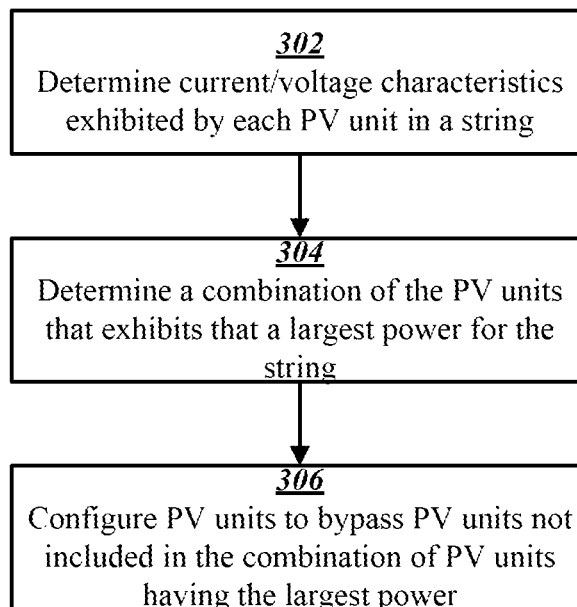 302
Determine current/voltage characteristics
exhibited by each PV unit in a string
304
Determine a combination of the PV units
that exhibits that a largest power for the
string
306
Configure PV units to bypass PV units not
included in the combination of PV units
having the largest power